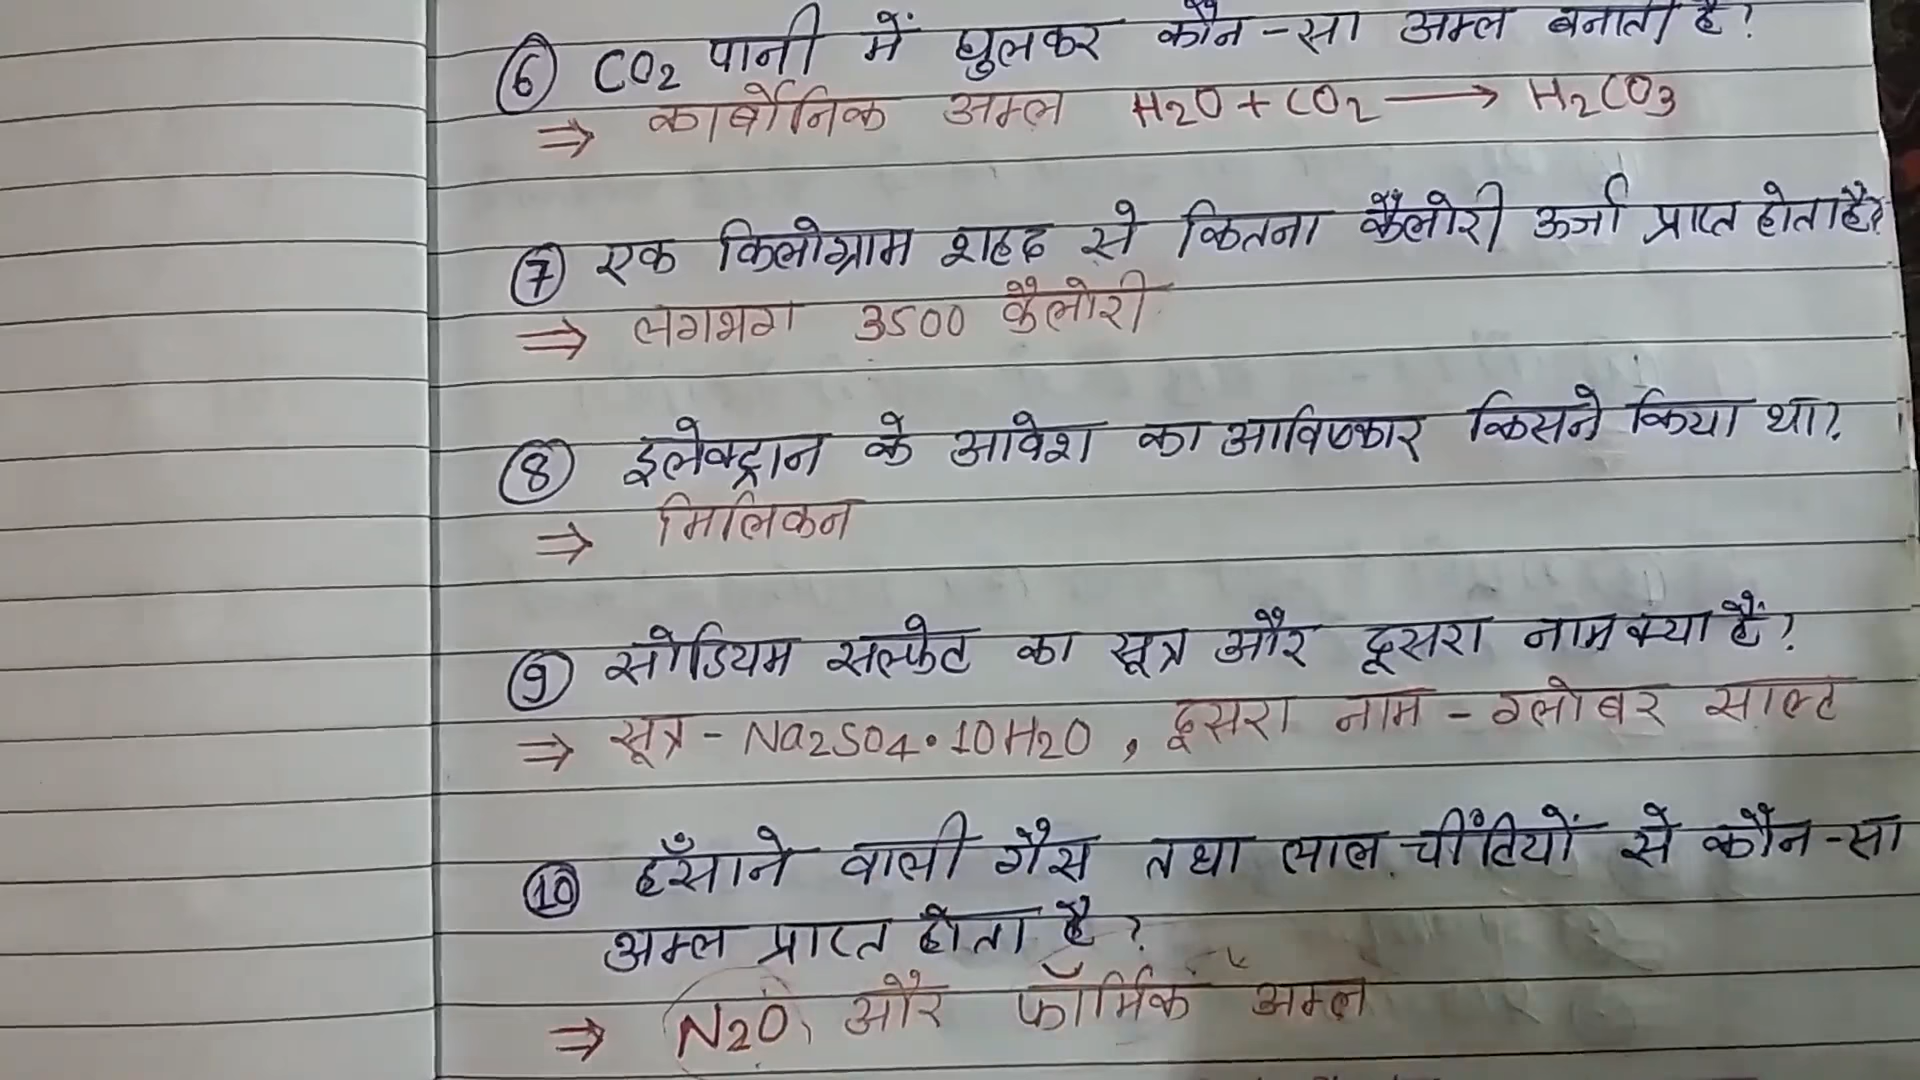 ⑥ CO2 पानी में घुलकर कौन-सा अम्ल बनाता है?
⇒ कार्बोनिक अम्ल H2O + CO2 ⟶ H2CO3
⑦ एक किलोग्राम शहद से कितना कैलोरी ऊर्जा प्राप्त होता है?
⇒ लगभग 3500 कैलोरी
⑧ इलेक्ट्रान के आवेश का आविष्कार किसने किया था?
⇒ मिलिकन
⑨ सोडियम सल्फेट का सूत्र और दूसरा नाम क्या है?
⇒ सूत्र - Na2SO4•10H2O, दूसरा नाम - ग्लोबर साल्ट
⑩ हँसाने वाली गैस तथा लाल चींटियों से कौन-सा
अम्ल प्राप्त होता है?
⇒ N2O, और फॉर्मिक अम्ल